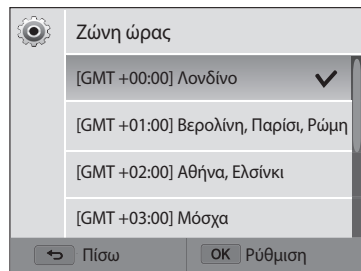 Ζώνη ώρας
[GMT +00:00] Λονδίνο
[GMT +01:00] Βερολίνη, Παρίσι, Ρώμη
[GMT +02:00] Αθήνα, Ελσίνκι
[GMT +03:00] Μόσχα
Πίσω OK Ρύθμιση